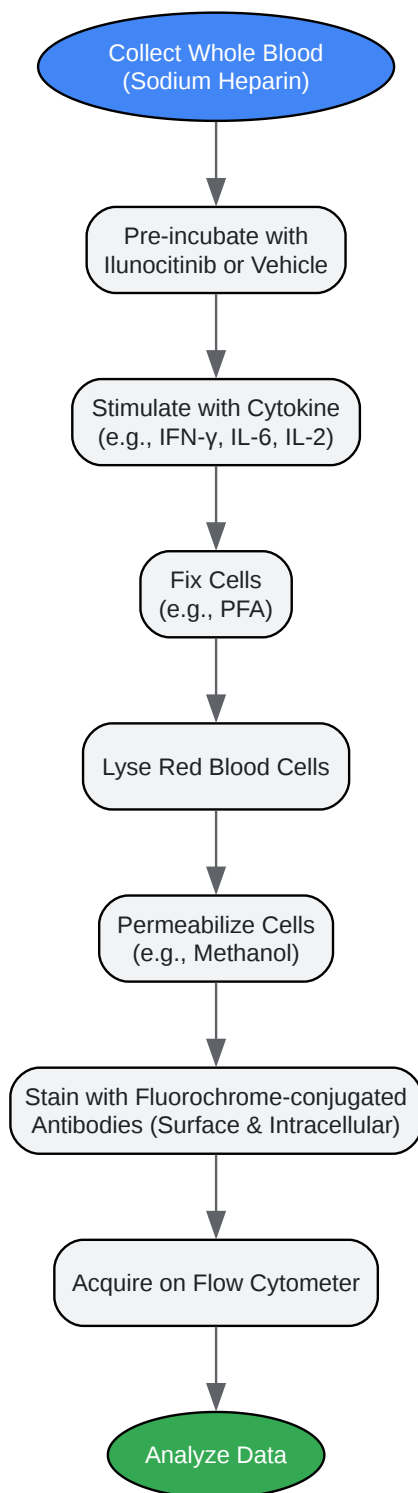 Collect Whole Blood
(Sodium Heparin)
Pre-incubate with
Ilunocitinib or Vehicle
Stimulate with Cytokine
(e.g., IFN-γ, IL-6, IL-2)
Fix Cells
(e.g., PFA)
Lyse Red Blood Cells
Permeabilize Cells
(e.g., Methanol)
Stain with Fluorochrome-conjugated
Antibodies (Surface & Intracellular)
Acquire on Flow Cytometer
Analyze Data